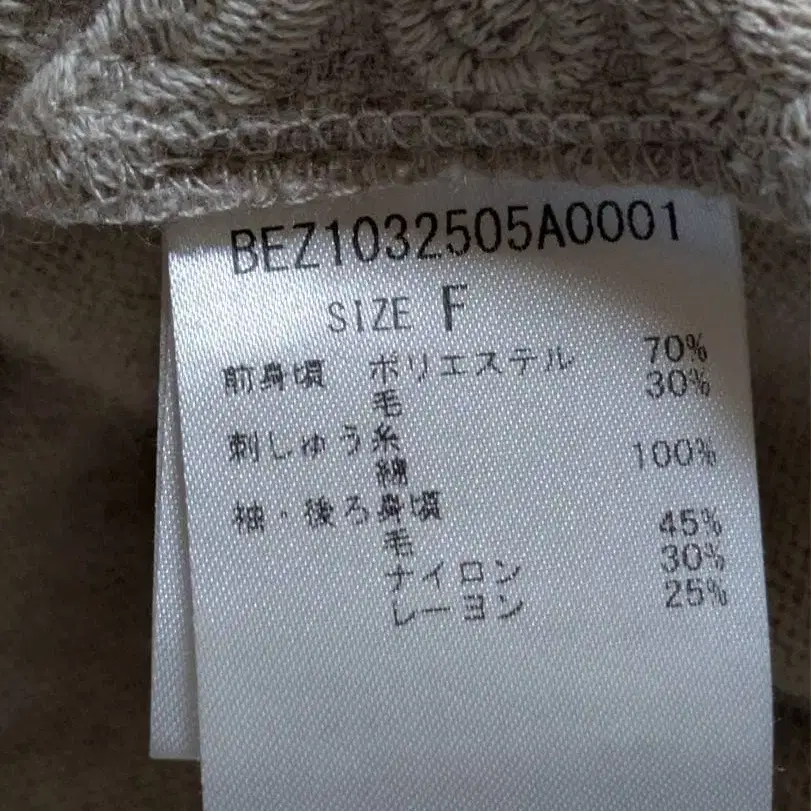 BEZ1032505A0001
SIZE F
前身頃 ポリエステル 70%
毛 30%
刺しゅう糸
綿 100%
袖・後ろ身頃
毛 45%
ナイロン 30%
レーヨン 25%